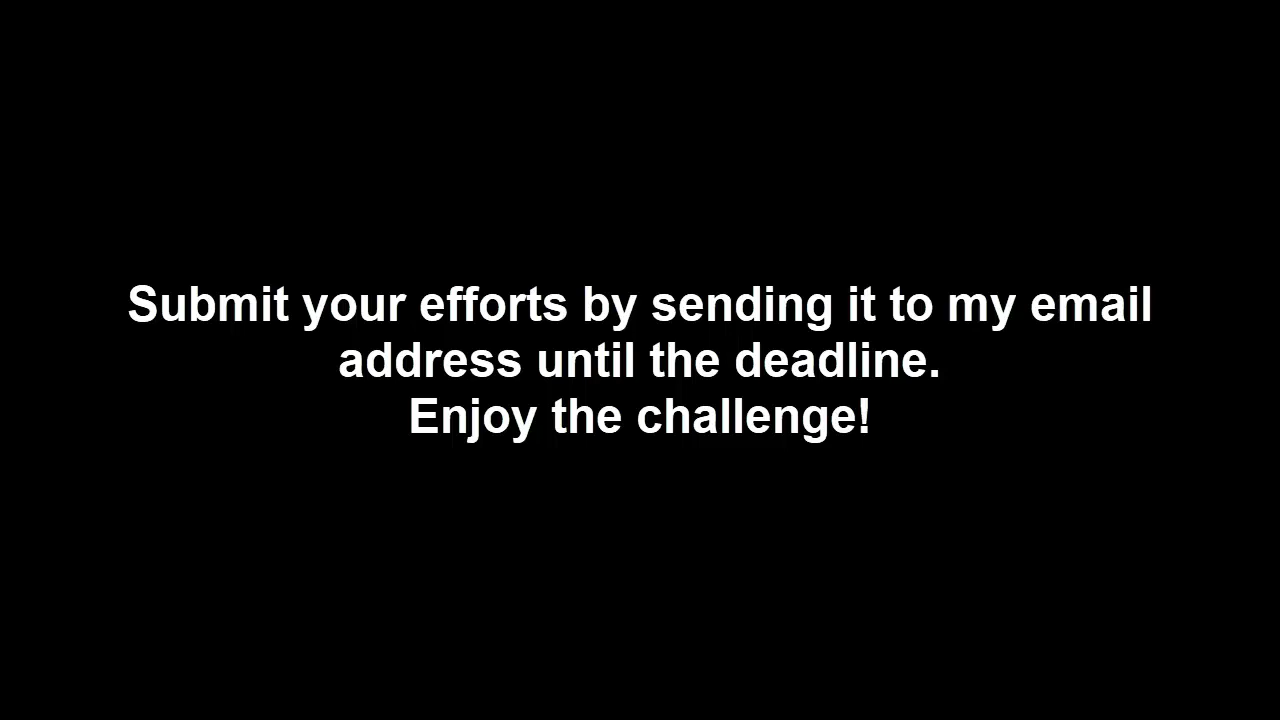 Submit your efforts by sending it to my email
address until the deadline.
Enjoy the challenge!